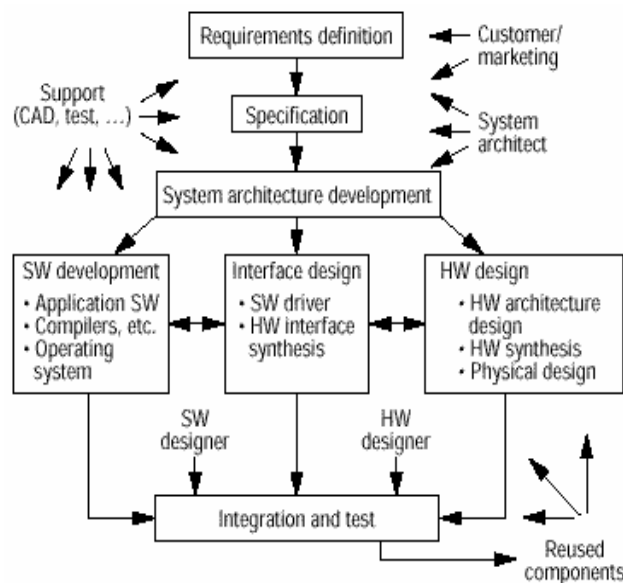 Requirements definition
Customer/
marketing
Support
(CAD, test, ...)
Specification
System
architect
System architecture development
SW development
• Application SW
• Compilers, etc.
• Operating
system
Interface design
• SW driver
• HW interface
synthesis
HW design
• HW architecture
design
• HW synthesis
• Physical design
SW
designer
HW
designer
Integration and test
Reused
components